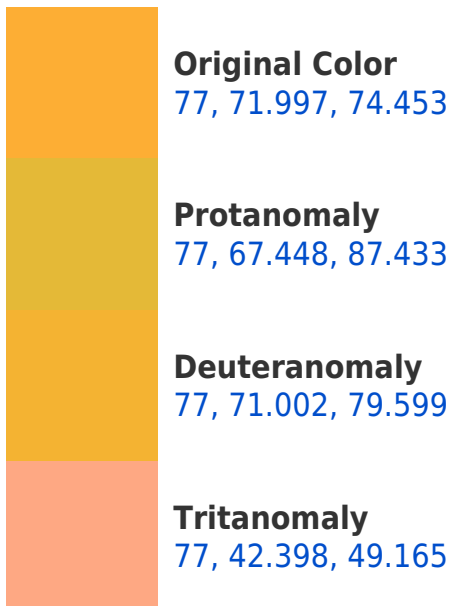 Original Color
77, 71.997, 74.453
Protanomaly
77, 67.448, 87.433
Deuteranomaly
77, 71.002, 79.599
Tritanomaly
77, 42.398, 49.165